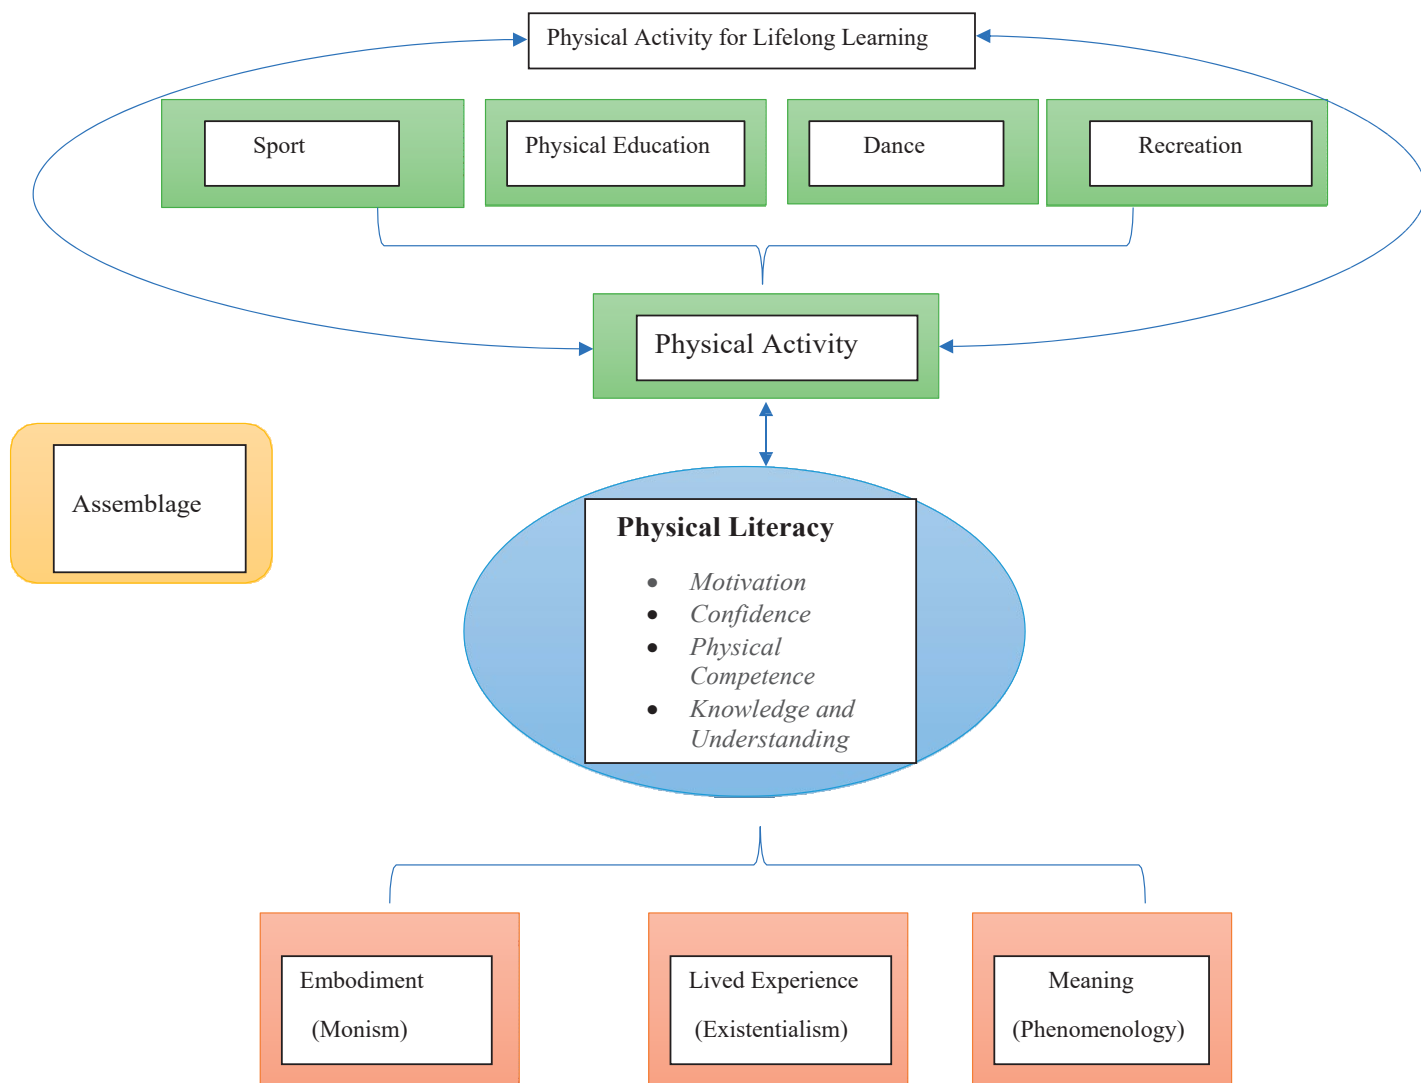 Physical Activity for Lifelong Learning
Sport
Physical Education
Dance
Recreation
Physical Activity
Assemblage
Physical Literacy
• Motivation
• Confidence
• Physical
Competence
• Knowledge and
Understanding
Embodiment
(Monism)
Lived Experience
(Existentialism)
Meaning
(Phenomenology)